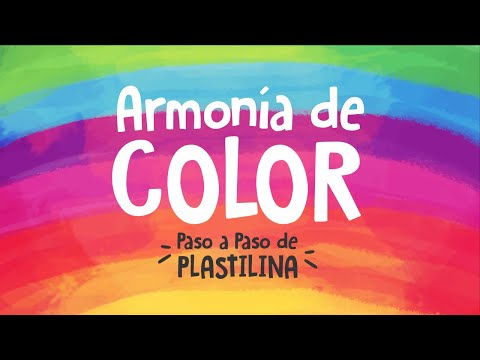 Armonía de
COLOR
Paso a Paso de
PLASTILINA